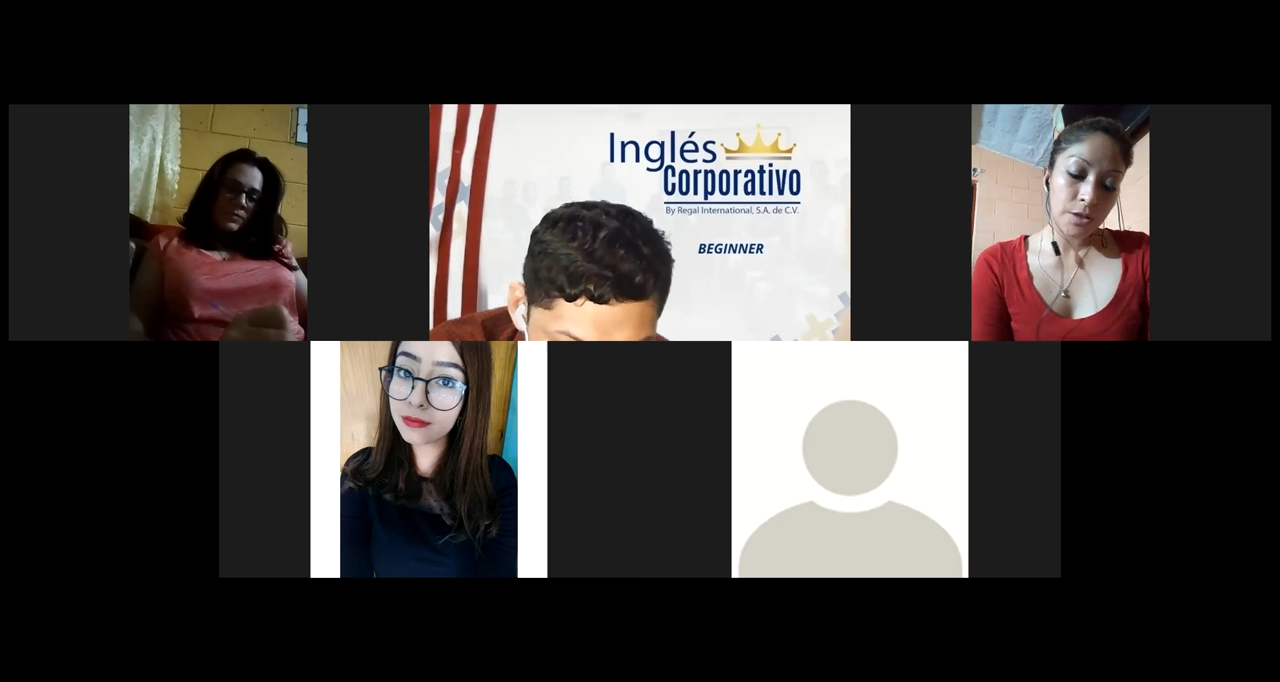 Inglés
Corporativo
By Regal International, S.A. de C.V.
BEGINNER